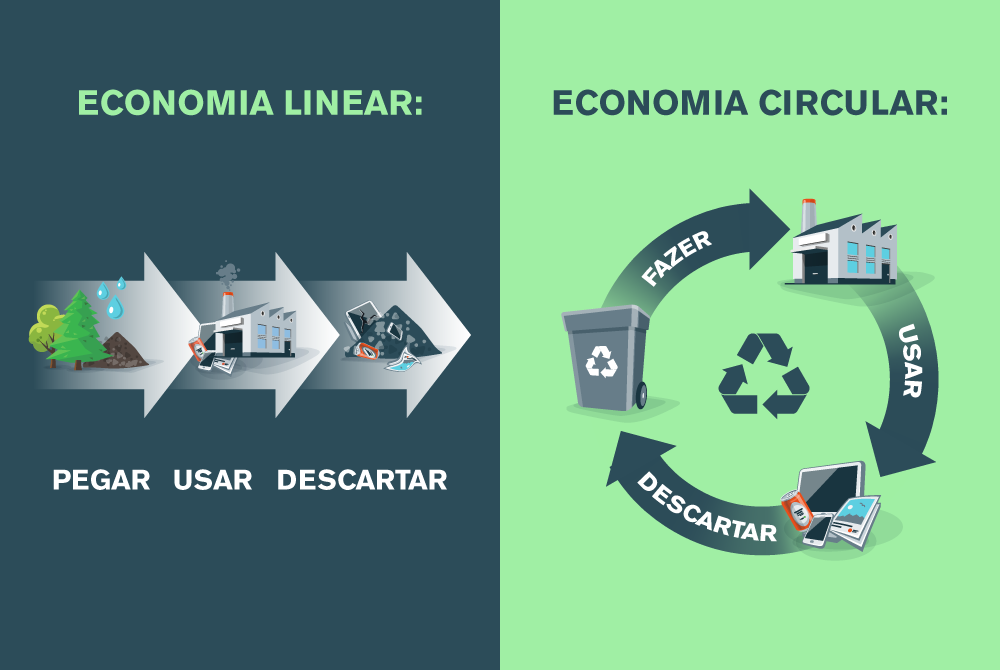 ECONOMIA LINEAR:
PEGAR USAR DESCARTAR
ECONOMIA CIRCULAR:
FAZER
USAR
DESCARTAR